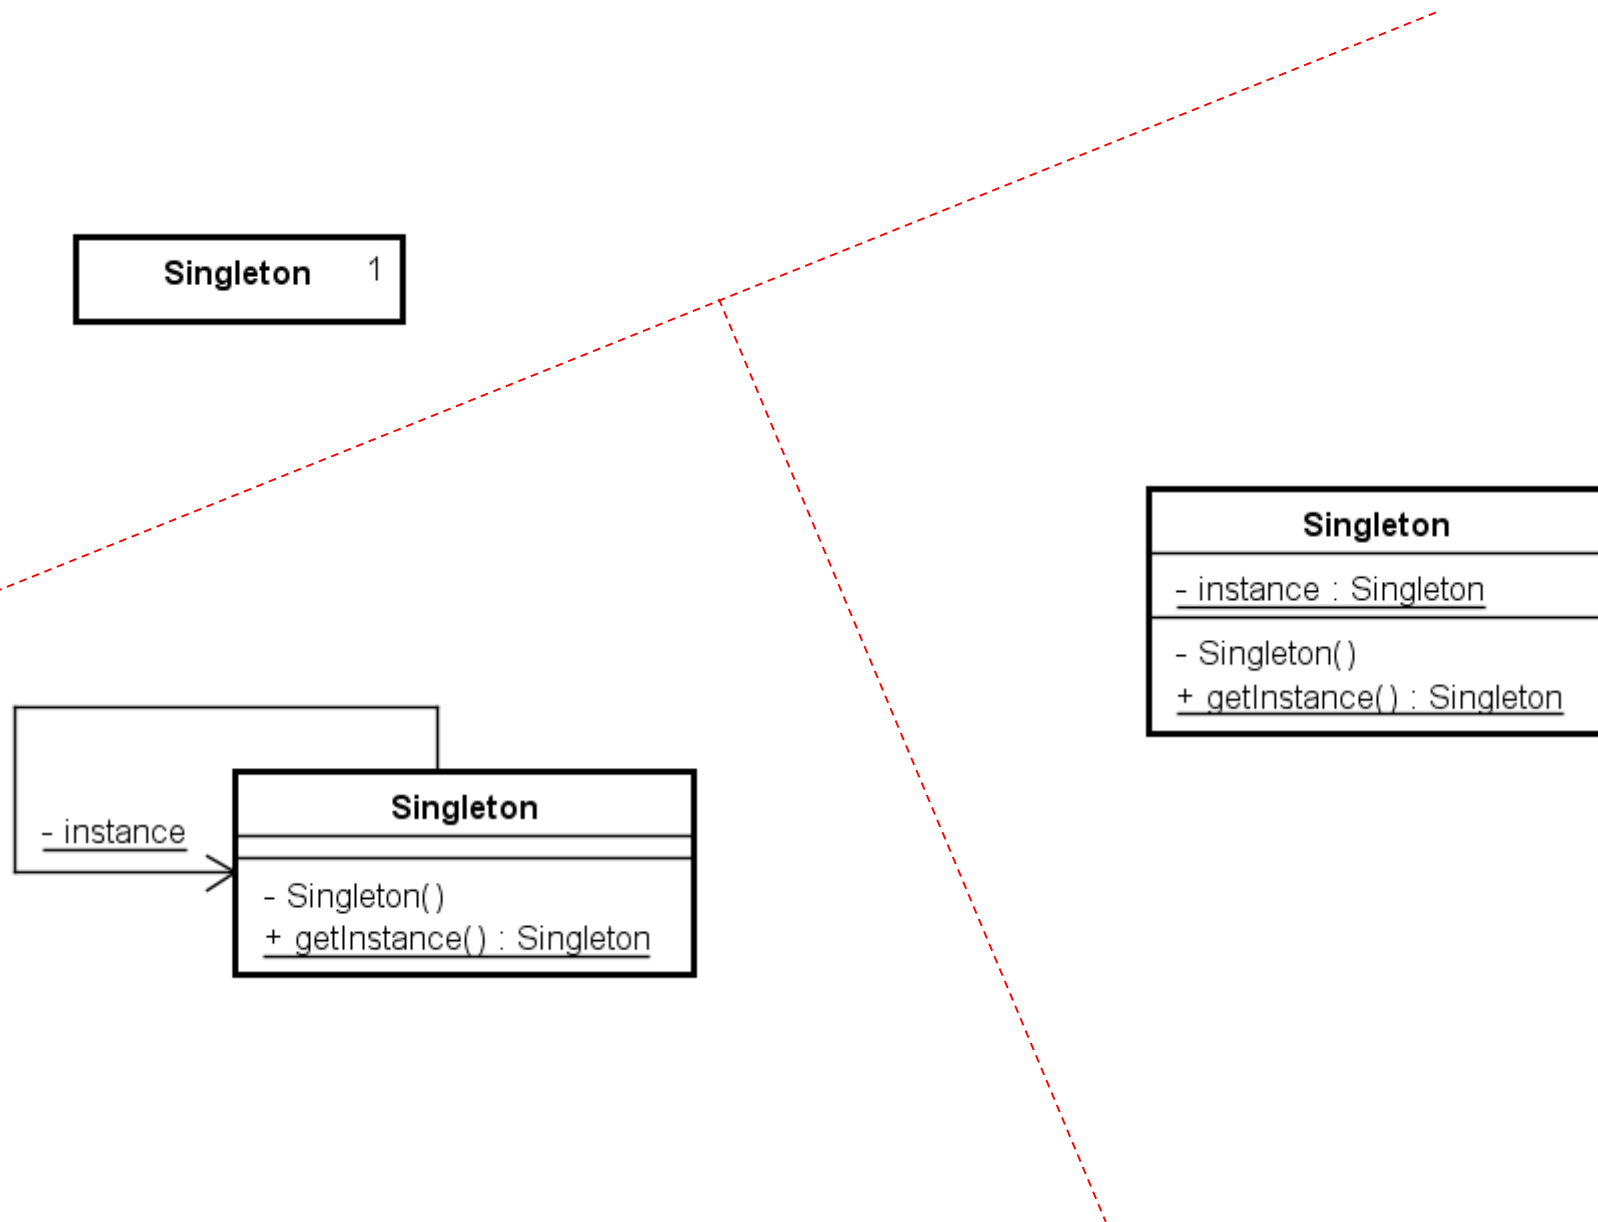 Singleton 1
- instance
Singleton
- Singleton()
+ getInstance() : Singleton
Singleton
- instance : Singleton
- Singleton()
+ getInstance() : Singleton